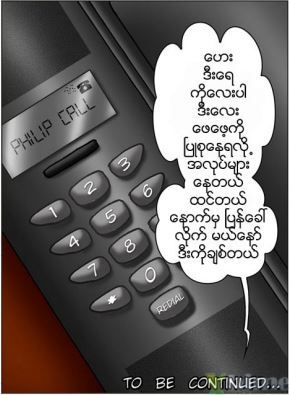 ဟေး
ဒီးရေ
ကိုလေးပါ
ဒီးလေး
ဖေဖေ့ကို
ပြုစုနေရလို့
အလုပ်များ
နေတယ်
ထင်တယ်
နောက်မှ ပြန်ခေါ်
လိုက် မယ်နော်
ဒီးကိုချစ်တယ်
PHILIP CALL
1
2
3
4
5
6
7
8
9
*
0
REDIAL
TO BE CONTINUED...